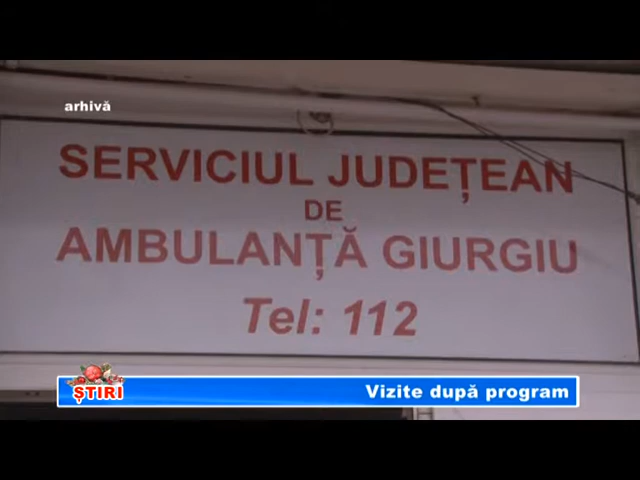 arhivă
SERVICIUL JUDEȚEAN
DE
AMBULANȚĂ GIURGIU
Tel: 112
ȘTIRI
Vizite după program